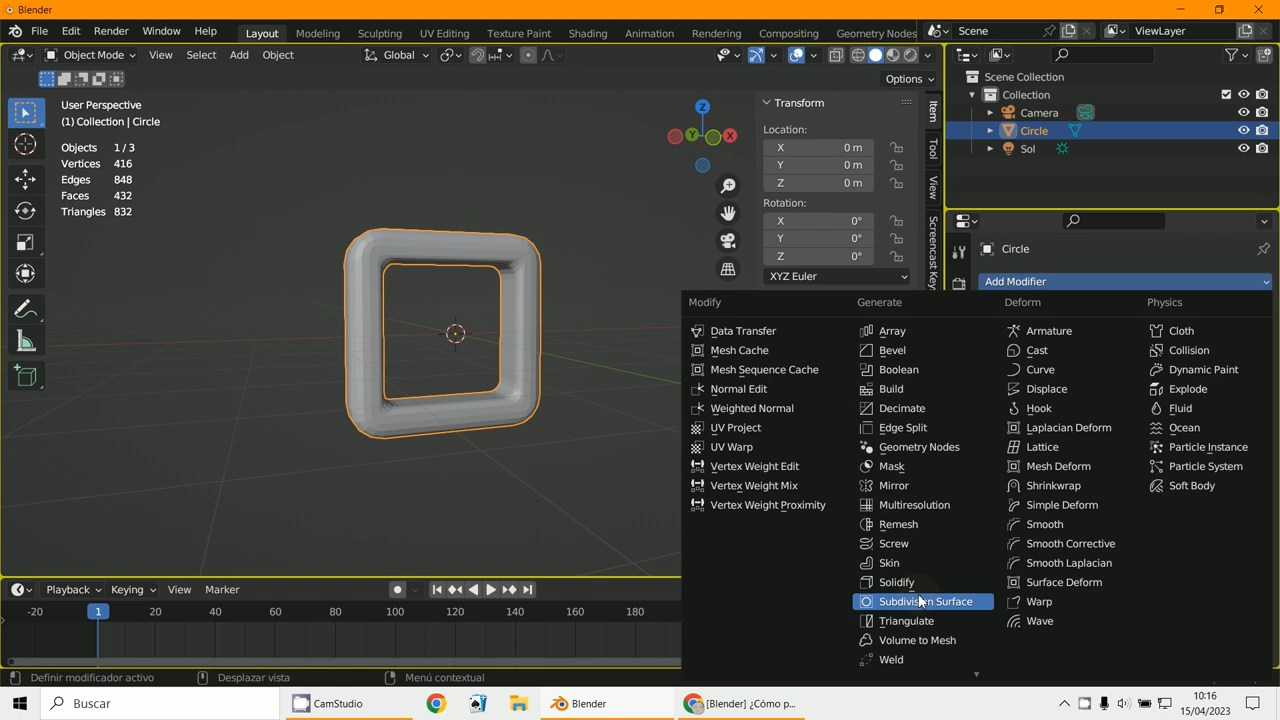 Blender
File Edit Render Window Help Layout Modeling Sculpting UV Editing Texture Paint Shading Animation Rendering Compositing Geometry Nodes Scene ViewLayer
Object Mode View Select Add Object Global
Options
User Perspective
(1) Collection | Circle
Objects 1 / 3
Vertices 416
Edges 848
Faces 432
Triangles 832
Z
Y
X
Transform
Location:
X 0 m
Y 0 m
Z 0 m
Rotation:
X 0°
Y 0°
Z 0°
XYZ Euler
Item
Tool
View
Screencast Key
Scene Collection
Collection
Camera
Circle
Sol
Circle
Add Modifier
Modify
Data Transfer
Mesh Cache
Mesh Sequence Cache
Normal Edit
Weighted Normal
UV Project
UV Warp
Vertex Weight Edit
Vertex Weight Mix
Vertex Weight Proximity
Generate
Array
Bevel
Boolean
Build
Decimate
Edge Split
Geometry Nodes
Mask
Mirror
Multiresolution
Remesh
Screw
Skin
Solidify
Subdivision Surface
Triangulate
Volume to Mesh
Weld
Deform
Armature
Cast
Curve
Displace
Hook
Laplacian Deform
Lattice
Mesh Deform
Shrinkwrap
Simple Deform
Smooth
Smooth Corrective
Smooth Laplacian
Surface Deform
Warp
Wave
Physics
Cloth
Collision
Dynamic Paint
Explode
Fluid
Ocean
Particle Instance
Particle System
Soft Body
Playback Keying View Marker
-20 1 20 40 60 80 100 120 140 160 180
Definir modificador activo Desplazar vista Menú contextual
Buscar CamStudio Blender [Blender] ¿Cómo p...
10:16
15/04/2023